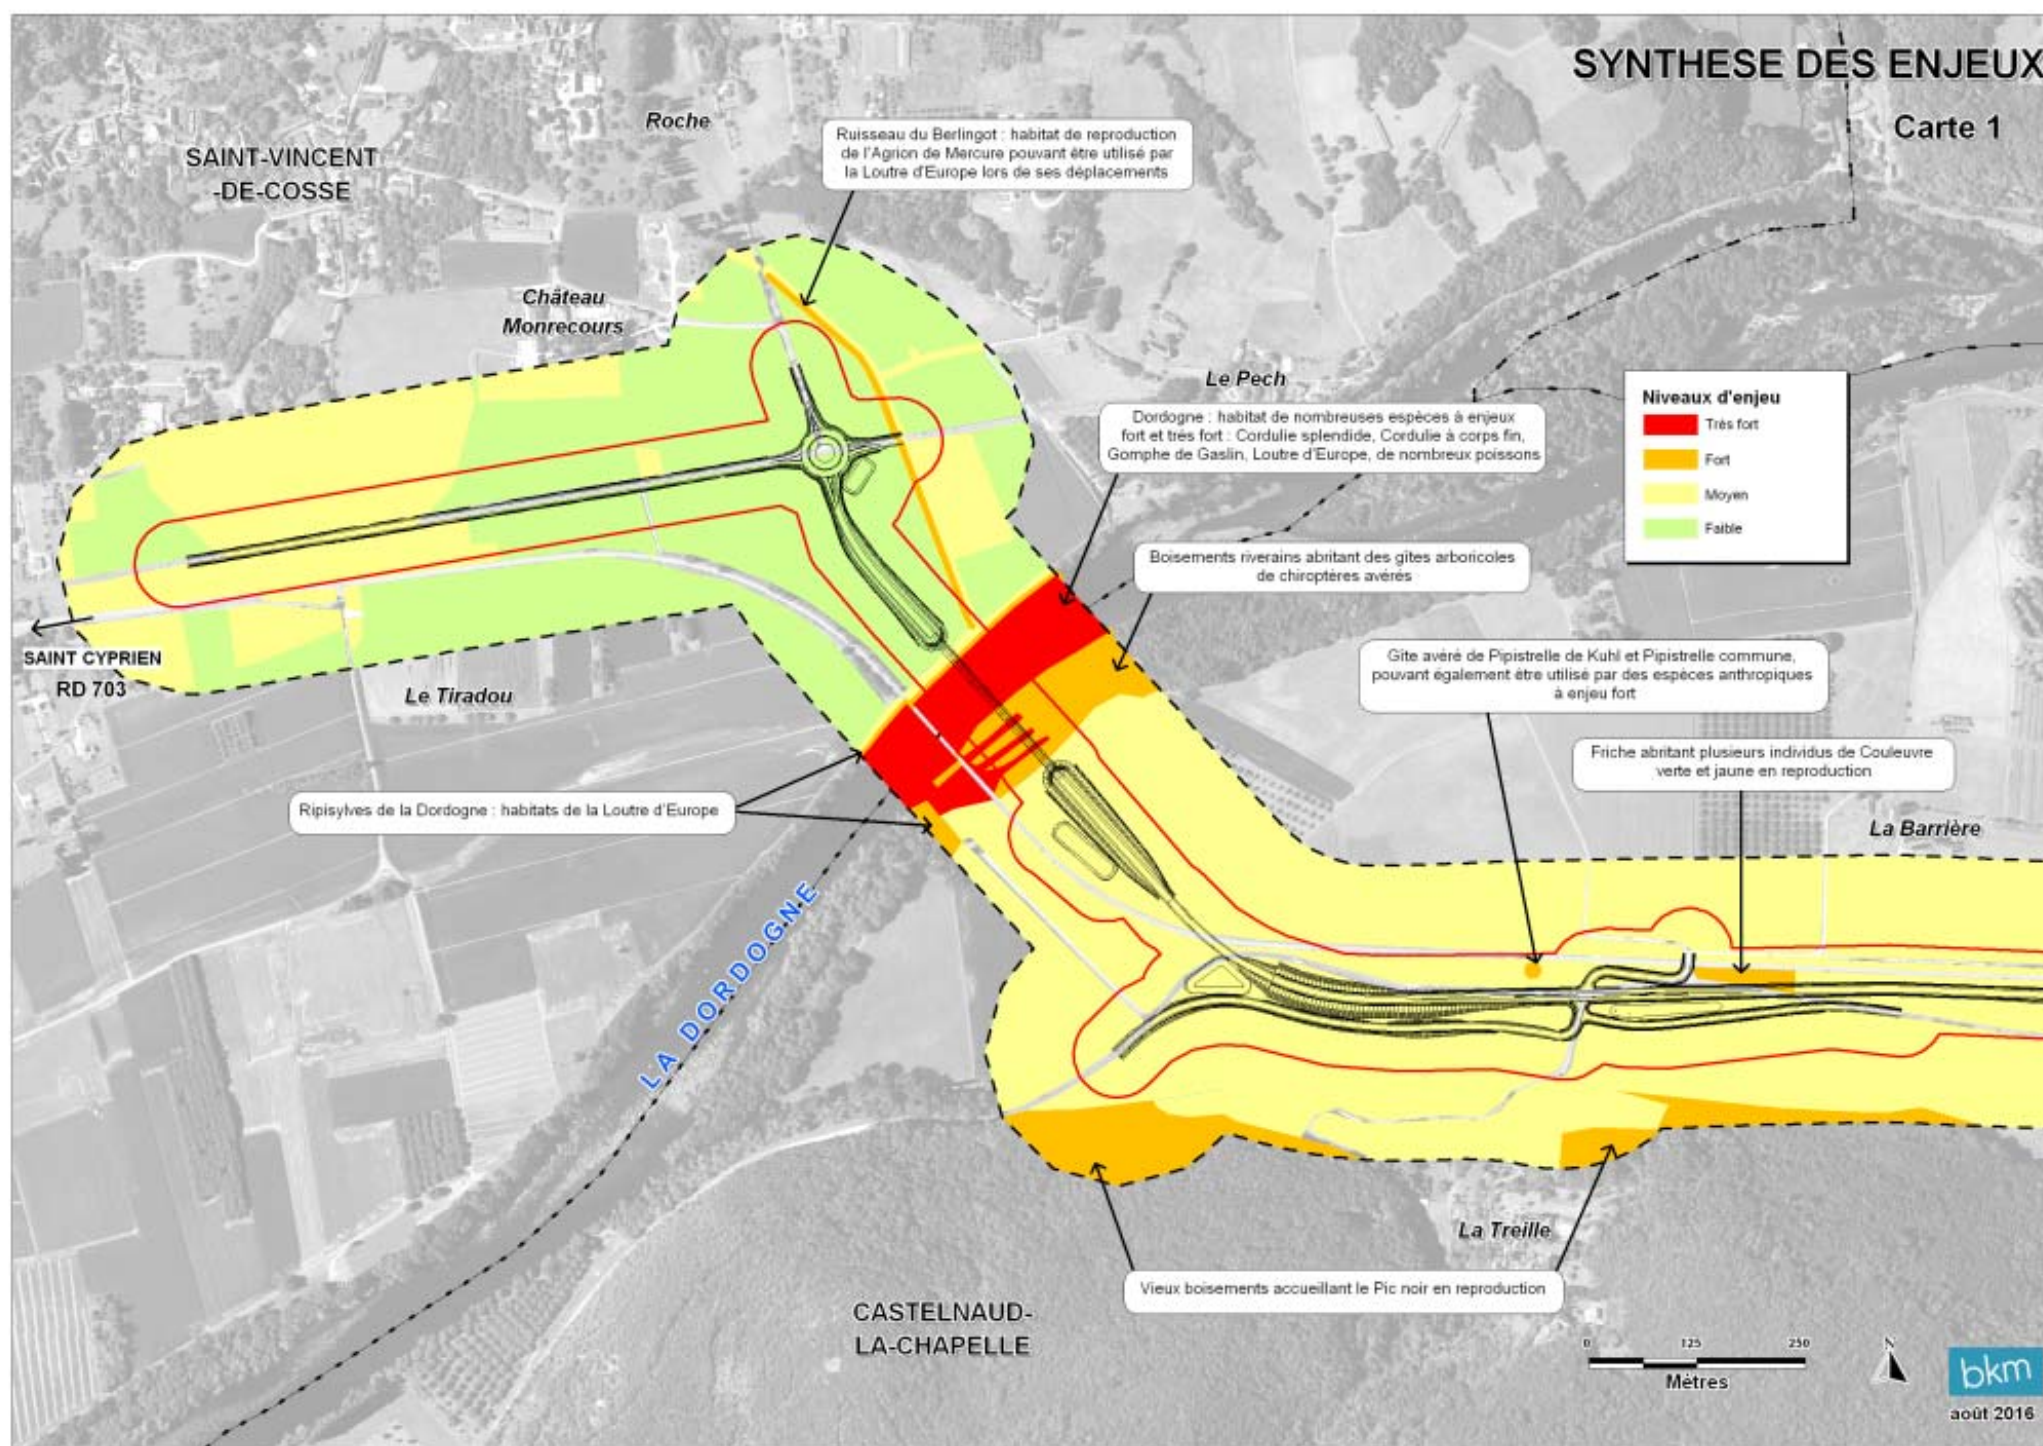 SYNTHESE DES ENJEUX
Carte 1
Roche
SAINT-VINCENT
-DE-COSSE
Ruisseau du Berlingot : habitat de reproduction
de l'Agrion de Mercure pouvant être utilisé par
la Loutre d'Europe lors de ses déplacements
Château
Monrecours
Le Pech
Niveaux d'enjeu
Très fort
Fort
Moyen
Faible
Dordogne : habitat de nombreuses espèces à enjeux
fort et très fort : Cordulie splendide, Cordulie à corps fin,
Gomphe de Gaslin, Loutre d'Europe, de nombreux poissons
Boisements riverains abritant des gîtes arboricoles
de chiroptères avérés
SAINT CYPRIEN
RD 703
Le Tiradou
Gîte avéré de Pipistrelle de Kuhl et Pipistrelle commune,
pouvant également être utilisé par des espèces anthropiques
à enjeu fort
Friche abritant plusieurs individus de Couleuvre
verte et jaune en reproduction
Ripisylves de la Dordogne : habitats de la Loutre d'Europe
La Barrière
LA DORDOGNE
La Treille
Vieux boisements accueillant le Pic noir en reproduction
CASTELNAUD-
LA-CHAPELLE
0 125 250
Mètres
N
bkm
août 2016